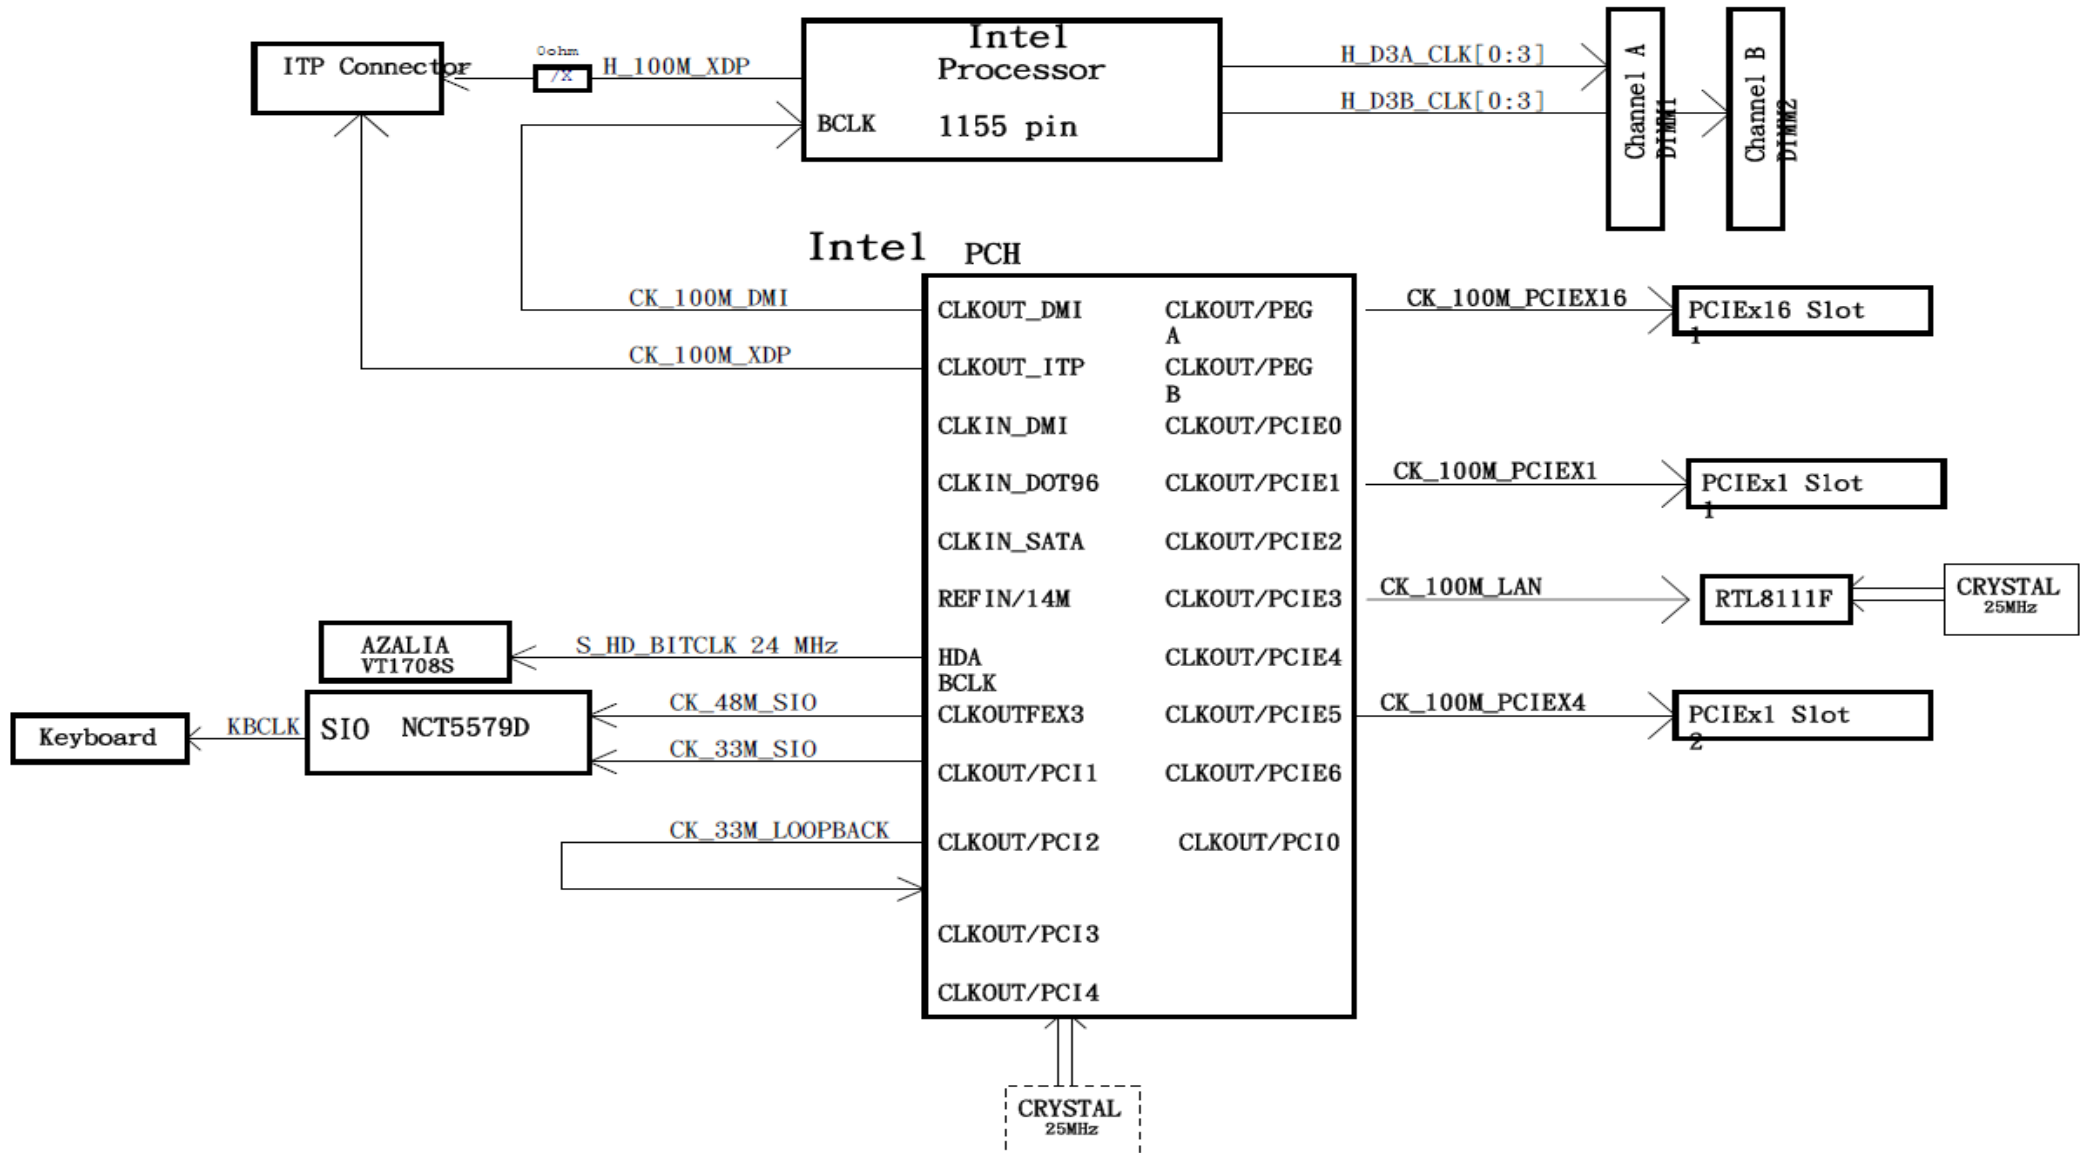 Intel
Processor
1155 pin
BCLK
ITP Connector
0ohm
/X
H_100M_XDP
H_D3A_CLK[0:3]
H_D3B_CLK[0:3]
Channel A
DIMM1
Channel B
DIMM2
Intel PCH
CK_100M_DMI
CLKOUT_DMI
CLKOUT/PEG
A
CK_100M_PCIEX16
PCIEx16 Slot
1
CK_100M_XDP
CLKOUT_ITP
CLKOUT/PEG
B
CLKIN_DMI
CLKOUT/PCIE0
CLKIN_DOT96
CLKOUT/PCIE1
CK_100M_PCIEX1
PCIEx1 Slot
1
CLKIN_SATA
CLKOUT/PCIE2
REFIN/14M
CLKOUT/PCIE3
CK_100M_LAN
RTL8111F
CRYSTAL
25MHz
AZALIA
VT1708S
S_HD_BITCLK 24 MHz
HDA
BCLK
CLKOUT/PCIE4
Keyboard
KBCLK
SIO NCT5579D
CK_48M_SIO
CLKOUTFEX3
CLKOUT/PCIE5
CK_100M_PCIEX4
PCIEx1 Slot
2
CK_33M_SIO
CLKOUT/PCI1
CLKOUT/PCIE6
CK_33M_LOOPBACK
CLKOUT/PCI2
CLKOUT/PCI0
CLKOUT/PCI3
CLKOUT/PCI4
CRYSTAL
25MHz